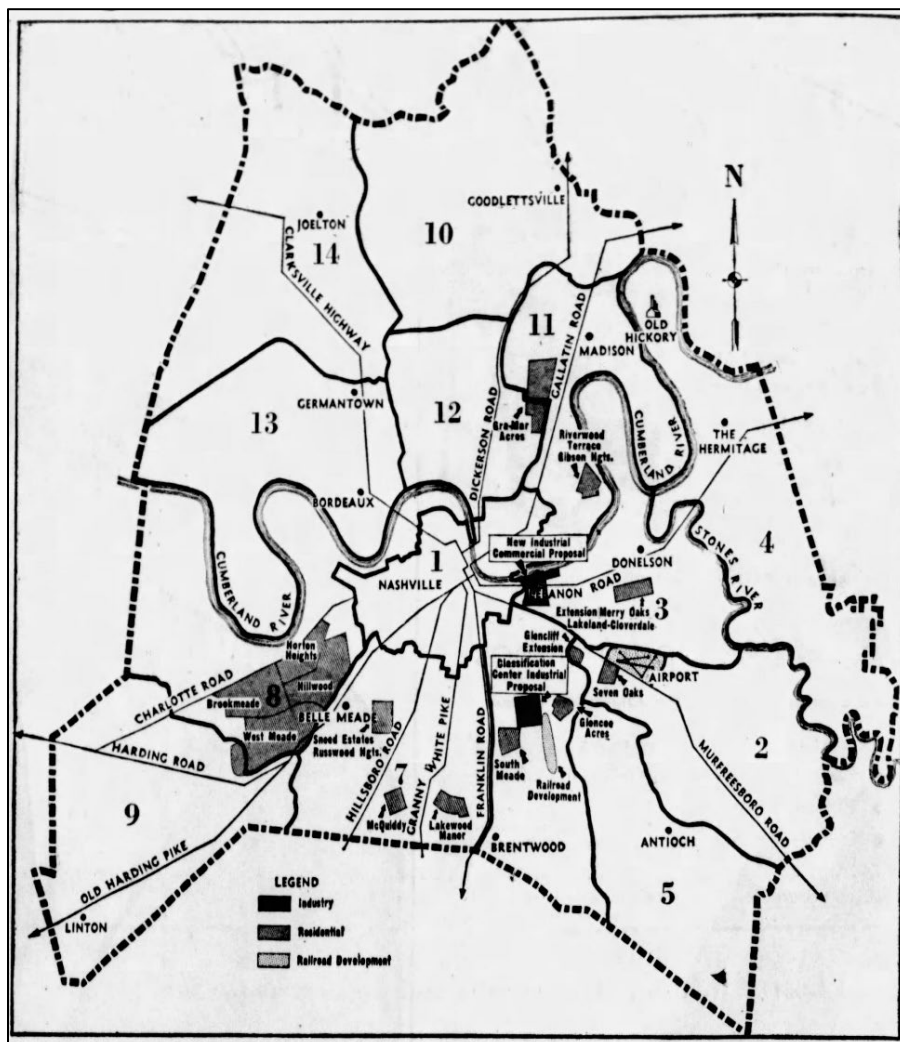 N
GOODLETTSVILLE
JOELTON
10
14
CLARKSVILLE HIGHWAY
11
GALLATIN ROAD
OLD
HICKORY
MADISON
GERMANTOWN
13
12
DICKERSON ROAD
Gra-Mar
Acres
Riverwood
Terrace
Gibson Hgts.
CUMBERLAND
RIVER
THE
HERMITAGE
BORDEAUX
STONES
RIVER
4
1
NASHVILLE
New Industrial
Commercial Proposal
DONELSON
LEBANON ROAD
CUMBERLAND
RIVER
Extension Merry Oaks
Lakeland-Cloverdale
3
Norton
Heights
Glencliff
Extension
Classification
Center Industrial
Proposal
AIRPORT
Seven Oaks
CHARLOTTE ROAD
8
Hillwood
Brookmeade
BELLE MEADE
West Meade
Sneed Estates
Russwood Hgts.
Glencoe
Acres
HARDING ROAD
HILLSBORO ROAD
GRANNY WHITE PIKE
FRANKLIN ROAD
South
Meade
Railroad
Development
MURFREESBORO ROAD
2
7
9
McQuiddy
Lakewood
Manor
BRENTWOOD
ANTIOCH
OLD HARDING PIKE
5
LINTON
LEGEND
Industry
Residential
Railroad Development